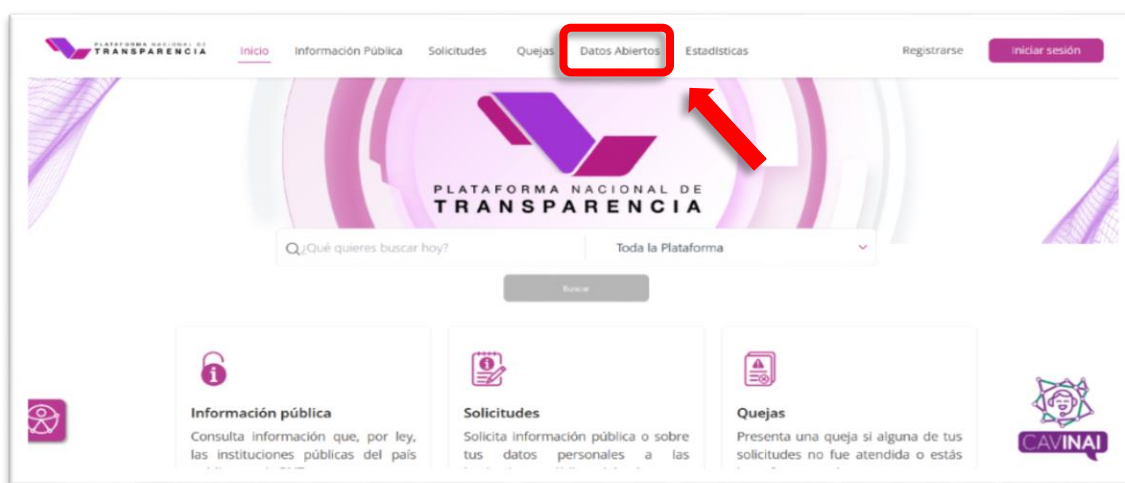 PLATAFORMA NACIONAL DE
TRANSPARENCIA
Inicio Información Pública Solicitudes Quejas Datos Abiertos Estadísticas Registrarse Iniciar sesión
PLATAFORMA NACIONAL DE
TRANSPARENCIA
¿Qué quieres buscar hoy? Toda la Plataforma
Buscar
Información pública
Consulta información que, por ley,
las instituciones públicas del país
Solicitudes
Solicita información pública o sobre
tus datos personales a las
Quejas
Presenta una queja si alguna de tus
solicitudes no fue atendida o estás
CAVINAI